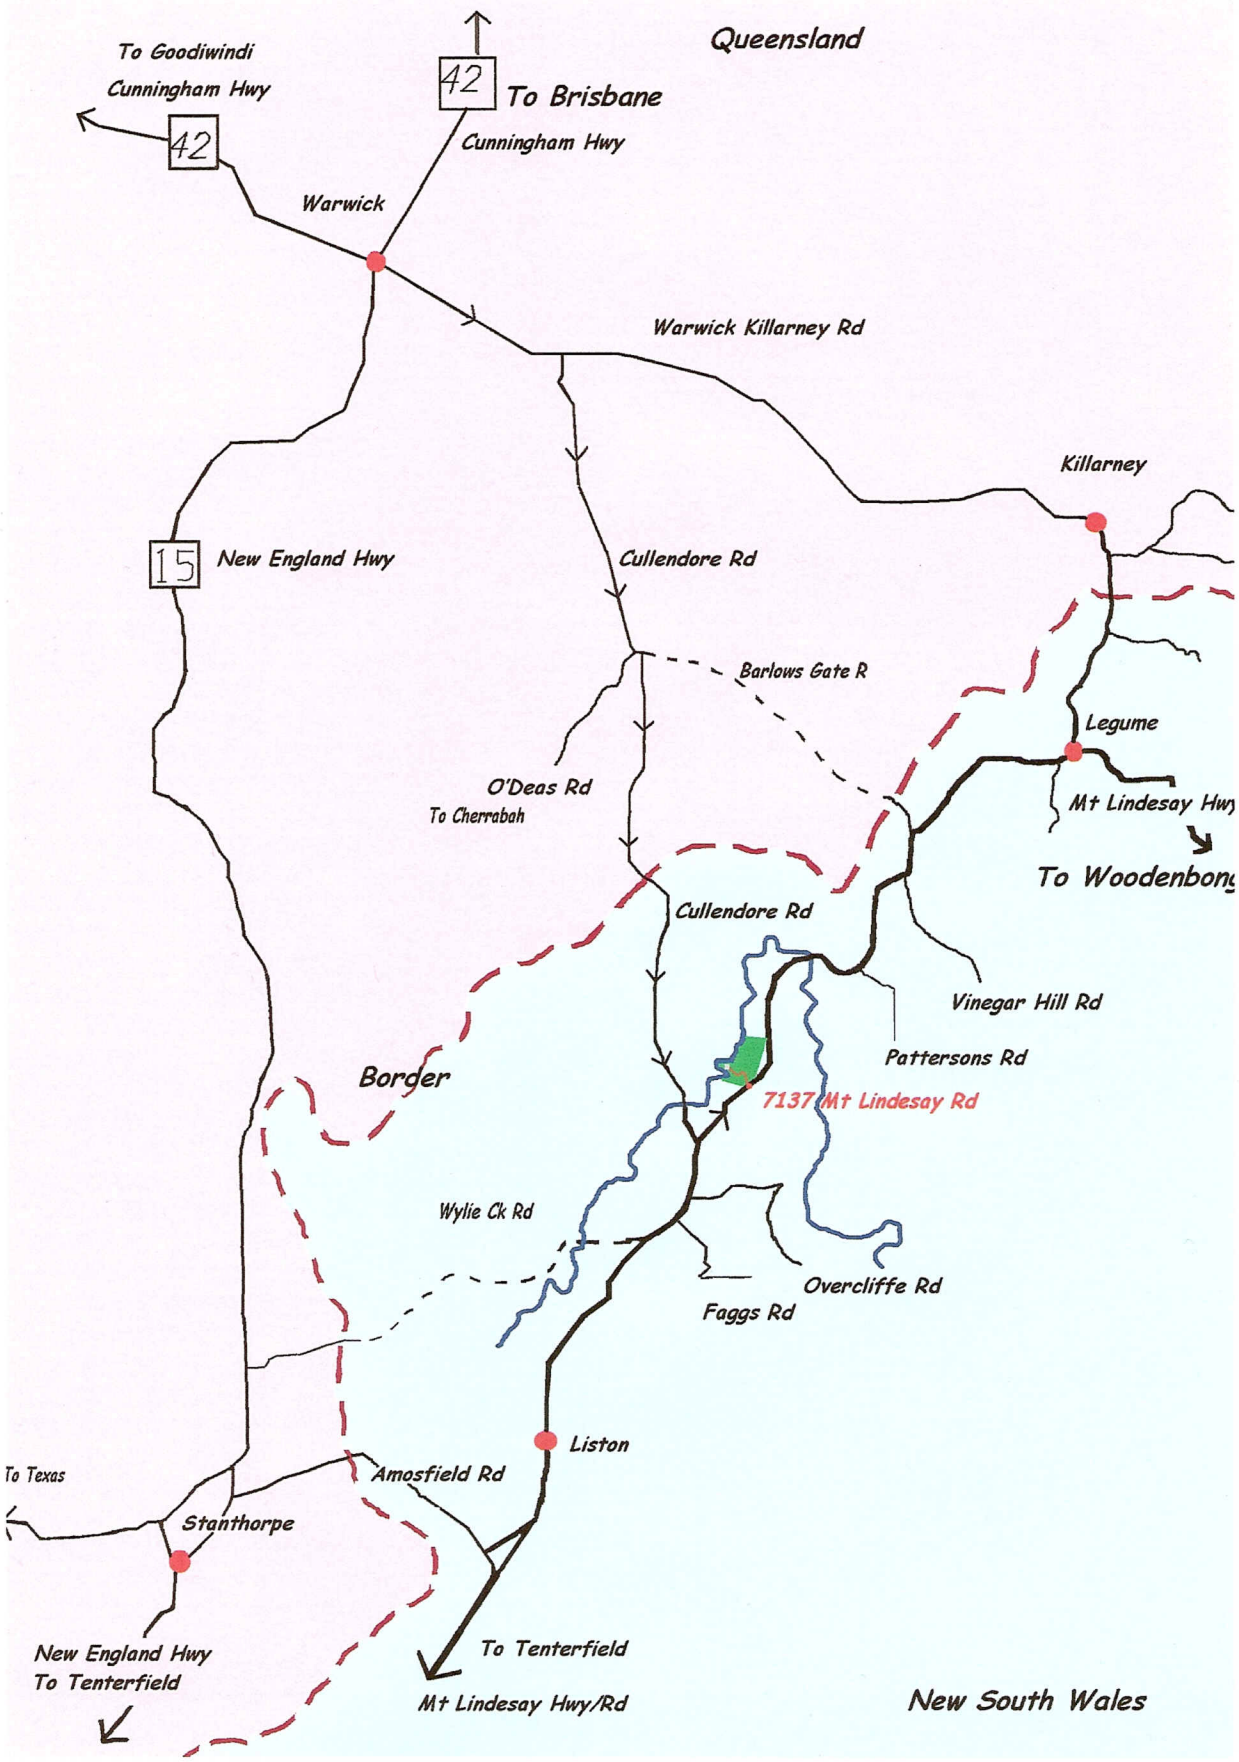 Queensland
To Goodiwindi
Cunningham Hwy
42
42
To Brisbane
Cunningham Hwy
Warwick
Warwick Killarney Rd
Killarney
15
New England Hwy
Cullendore Rd
Barlows Gate R
Legume
O'Deas Rd
To Cherrabah
Mt Lindesay Hwy
To Woodenbong
Cullendore Rd
Vinegar Hill Rd
Pattersons Rd
Border
7137 Mt Lindesay Rd
Wylie Ck Rd
Overcliffe Rd
Faggs Rd
Liston
To Texas
Amosfield Rd
Stanthorpe
New England Hwy
To Tenterfield
To Tenterfield
Mt Lindesay Hwy/Rd
New South Wales